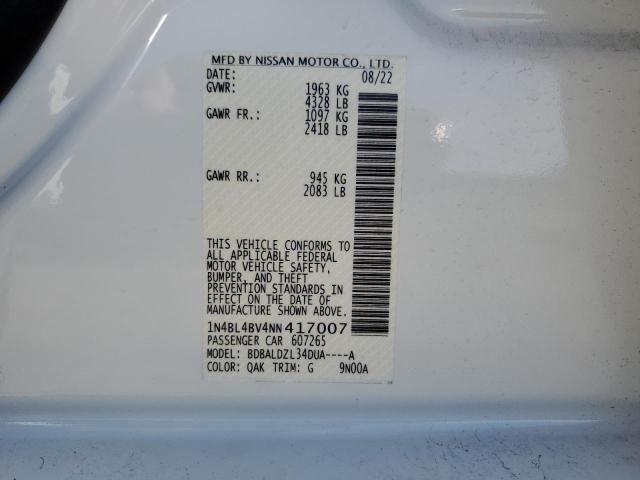 MFD BY NISSAN MOTOR CO., LTD.
DATE: 08/22
GVWR: 1963 KG
4328 LB
GAWR FR.: 1097 KG
2418 LB
GAWR RR.: 945 KG
2083 LB
THIS VEHICLE CONFORMS TO
ALL APPLICABLE FEDERAL
MOTOR VEHICLE SAFETY,
BUMPER, AND THEFT
PREVENTION STANDARDS IN
EFFECT ON THE DATE OF
MANUFACTURE SHOWN ABOVE.
1N4BL4BV4NN417007
PASSENGER CAR 607265
MODEL: BDBALDZL34DUA----A
COLOR: QAK TRIM: G 9N00A